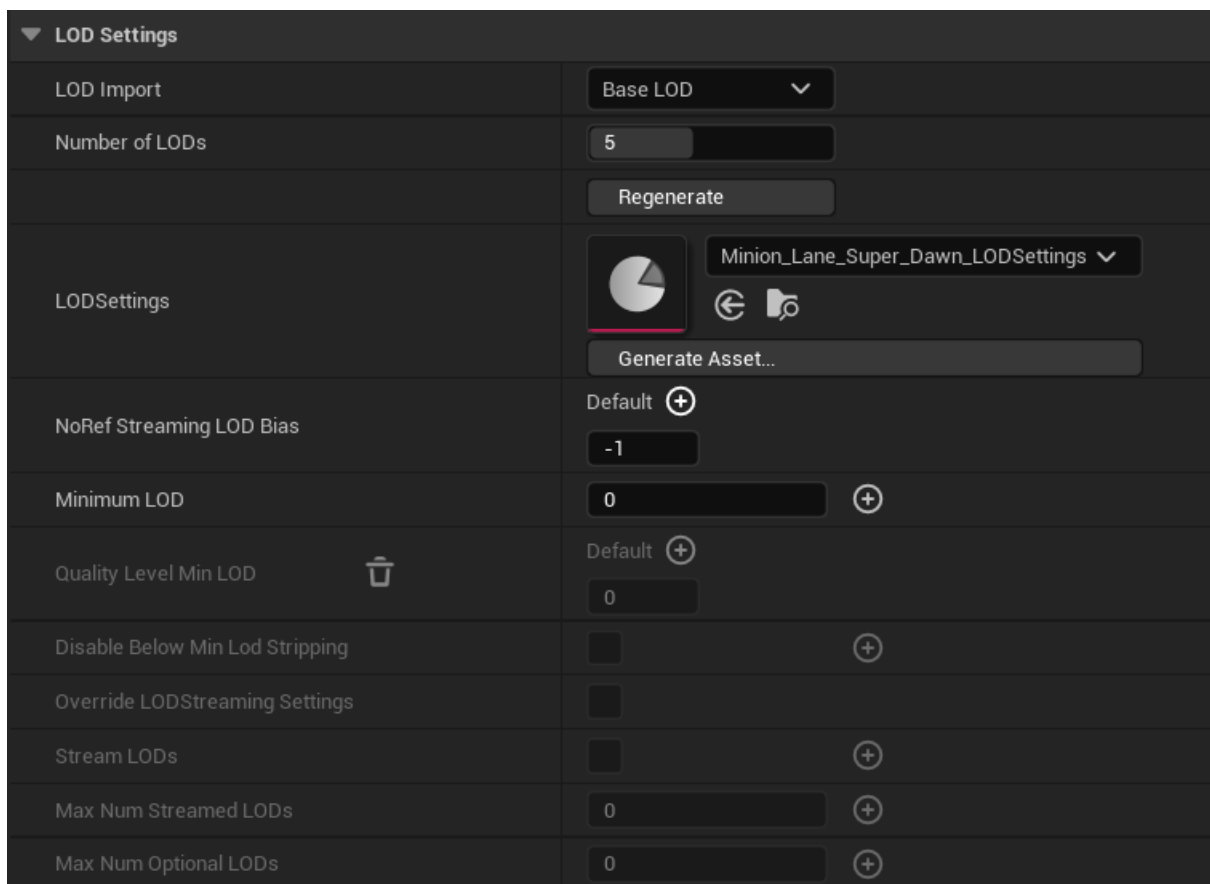 LOD Settings
LOD Import Base LOD
Number of LODs 5
Regenerate
Minion_Lane_Super_Dawn_LODSettings
LODSettings
Generate Asset...
Default
NoRef Streaming LOD Bias
-1
Minimum LOD 0
Default
Quality Level Min LOD
0
Disable Below Min Lod Stripping
Override LODStreaming Settings
Stream LODs
Max Num Streamed LODs 0
Max Num Optional LODs 0